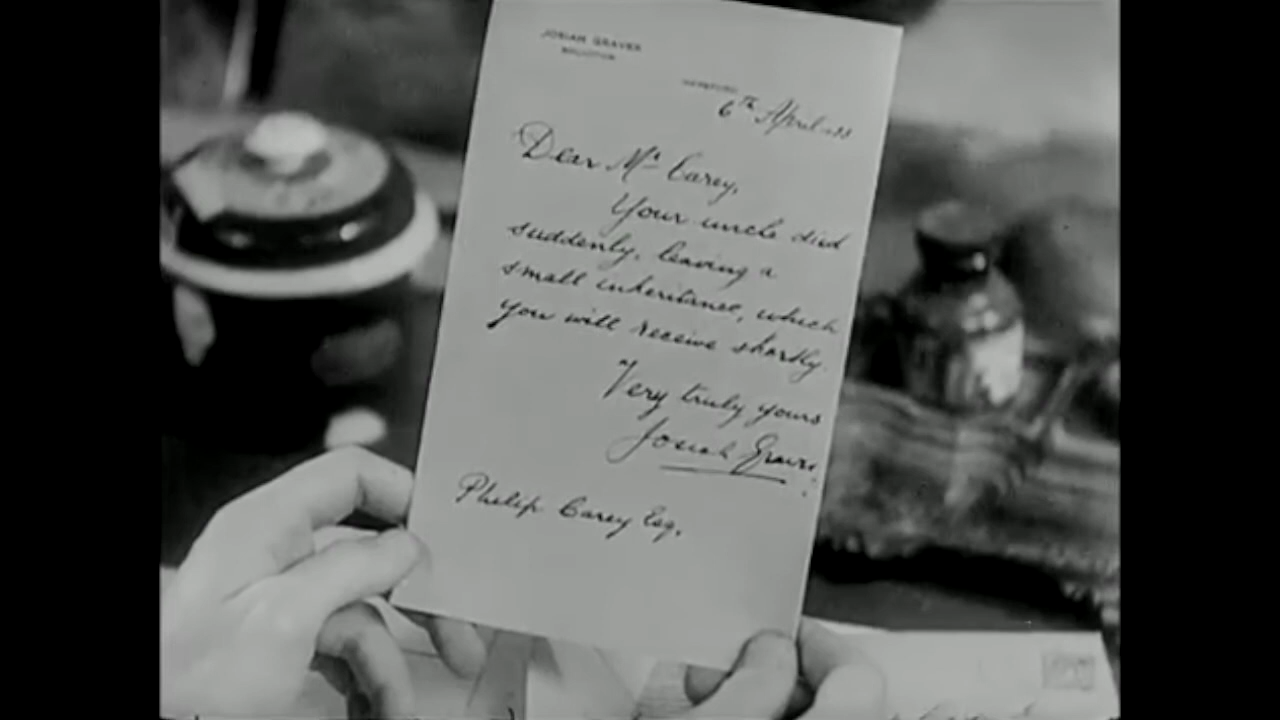 JOSIAH GRAVES
SOLICITOR
6th April
Dear Mr Carey,
Your uncle died
suddenly, leaving a
small inheritance, which
you will receive shortly.
Very truly yours
Josiah Graves.
Philip Carey Esq.